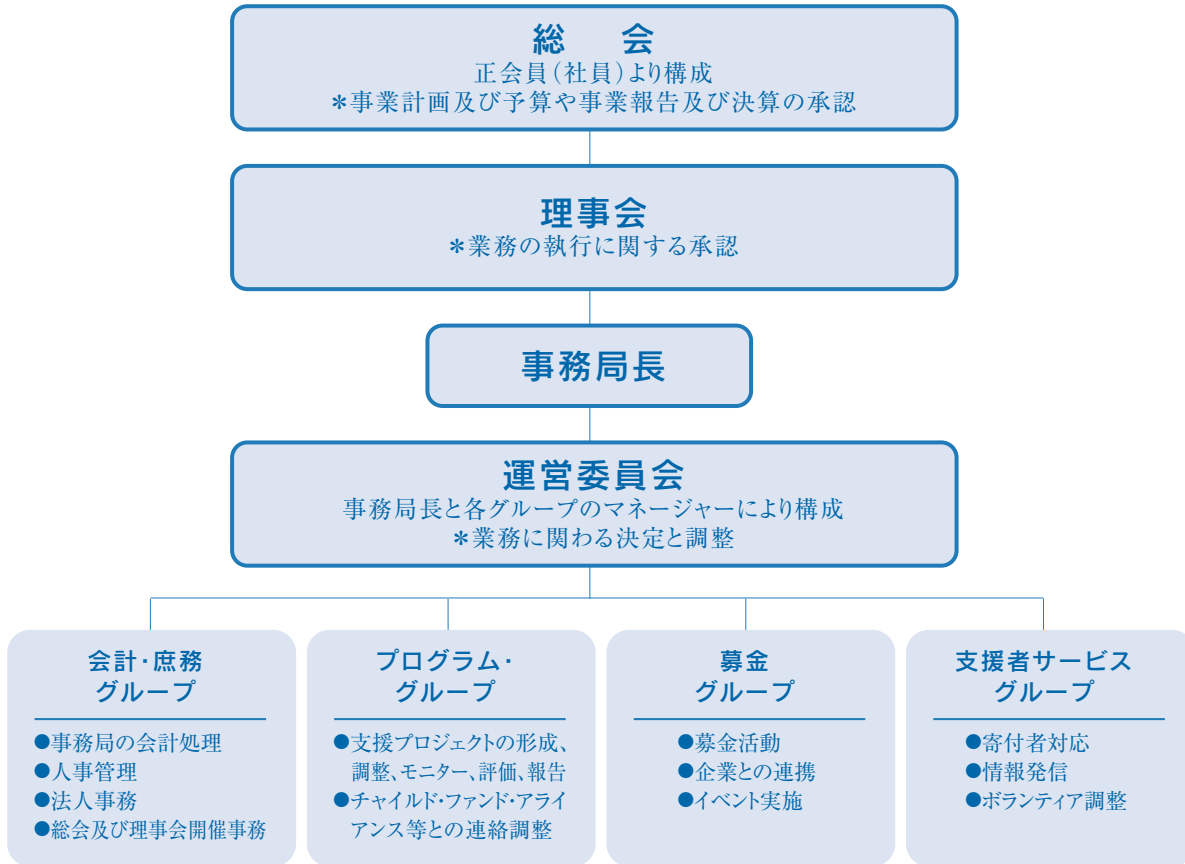 総　会
正会員（社員）より構成
＊事業計画及び予算や事業報告及び決算の承認
理事会
＊業務の執行に関する承認
事務局長
運営委員会
事務局長と各グループのマネージャーにより構成
＊業務に関わる決定と調整
会計・庶務
グループ
●事務局の会計処理
●人事管理
●法人事務
●総会及び理事会開催事務
プログラム・
グループ
●支援プロジェクトの形成、
調整、モニター、評価、報告
●チャイルド・ファンド・アライ
アンス等との連絡調整
募金
グループ
●募金活動
●企業との連携
●イベント実施
支援者サービス
グループ
●寄付者対応
●情報発信
●ボランティア調整